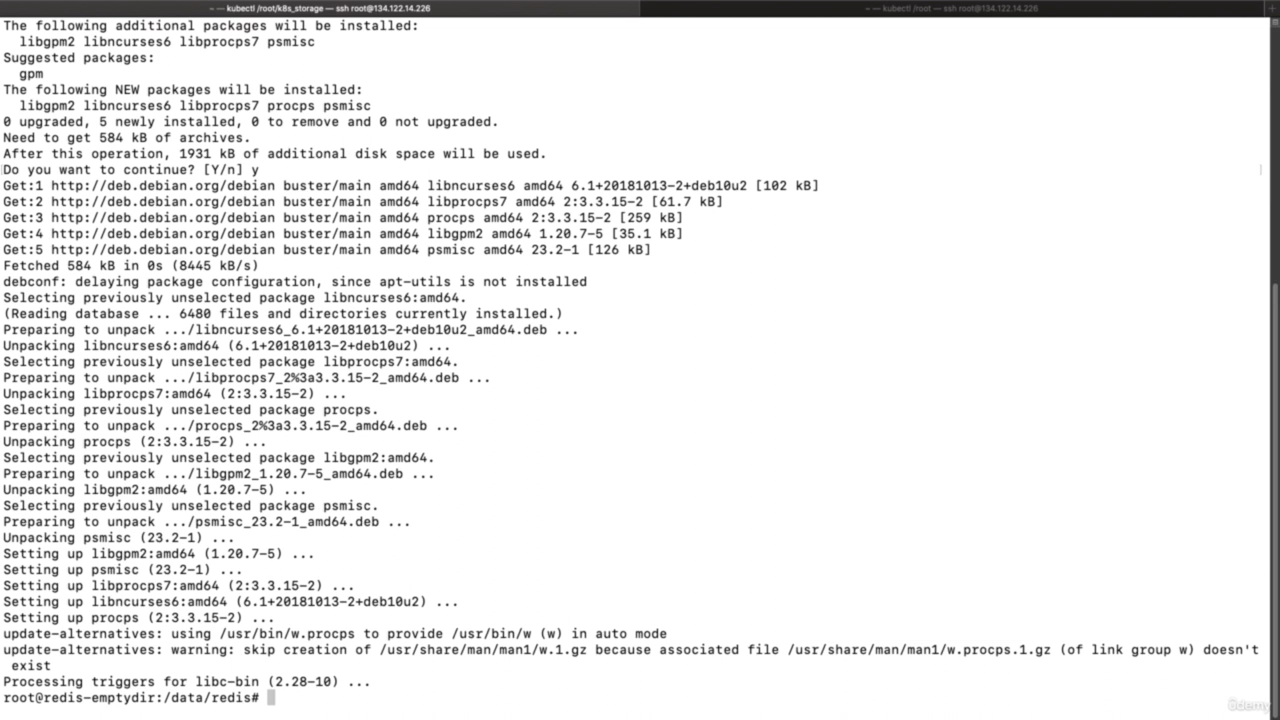 ~ — kubectl /root/k8s_storage — ssh root@134.122.14.226
~ — kubectl /root — ssh root@134.122.14.226
The following additional packages will be installed:
  libgpm2 libncurses6 libprocps7 psmisc
Suggested packages:
  gpm
The following NEW packages will be installed:
  libgpm2 libncurses6 libprocps7 procps psmisc
0 upgraded, 5 newly installed, 0 to remove and 0 not upgraded.
Need to get 584 kB of archives.
After this operation, 1931 kB of additional disk space will be used.
Do you want to continue? [Y/n] y
Get:1 http://deb.debian.org/debian buster/main amd64 libncurses6 amd64 6.1+20181013-2+deb10u2 [102 kB]
Get:2 http://deb.debian.org/debian buster/main amd64 libprocps7 amd64 2:3.3.15-2 [61.7 kB]
Get:3 http://deb.debian.org/debian buster/main amd64 procps amd64 2:3.3.15-2 [259 kB]
Get:4 http://deb.debian.org/debian buster/main amd64 libgpm2 amd64 1.20.7-5 [35.1 kB]
Get:5 http://deb.debian.org/debian buster/main amd64 psmisc amd64 23.2-1 [126 kB]
Fetched 584 kB in 0s (8445 kB/s)
debconf: delaying package configuration, since apt-utils is not installed
Selecting previously unselected package libncurses6:amd64.
(Reading database ... 6480 files and directories currently installed.)
Preparing to unpack .../libncurses6_6.1+20181013-2+deb10u2_amd64.deb ...
Unpacking libncurses6:amd64 (6.1+20181013-2+deb10u2) ...
Selecting previously unselected package libprocps7:amd64.
Preparing to unpack .../libprocps7_2%3a3.3.15-2_amd64.deb ...
Unpacking libprocps7:amd64 (2:3.3.15-2) ...
Selecting previously unselected package procps.
Preparing to unpack .../procps_2%3a3.3.15-2_amd64.deb ...
Unpacking procps (2:3.3.15-2) ...
Selecting previously unselected package libgpm2:amd64.
Preparing to unpack .../libgpm2_1.20.7-5_amd64.deb ...
Unpacking libgpm2:amd64 (1.20.7-5) ...
Selecting previously unselected package psmisc.
Preparing to unpack .../psmisc_23.2-1_amd64.deb ...
Unpacking psmisc (23.2-1) ...
Setting up libgpm2:amd64 (1.20.7-5) ...
Setting up psmisc (23.2-1) ...
Setting up libprocps7:amd64 (2:3.3.15-2) ...
Setting up libncurses6:amd64 (6.1+20181013-2+deb10u2) ...
Setting up procps (2:3.3.15-2) ...
update-alternatives: using /usr/bin/w.procps to provide /usr/bin/w (w) in auto mode
update-alternatives: warning: skip creation of /usr/share/man/man1/w.1.gz because associated file /usr/share/man/man1/w.procps.1.gz (of link group w) doesn't
 exist
Processing triggers for libc-bin (2.28-10) ...
root@redis-emptydir:/data/redis#
ûdemy